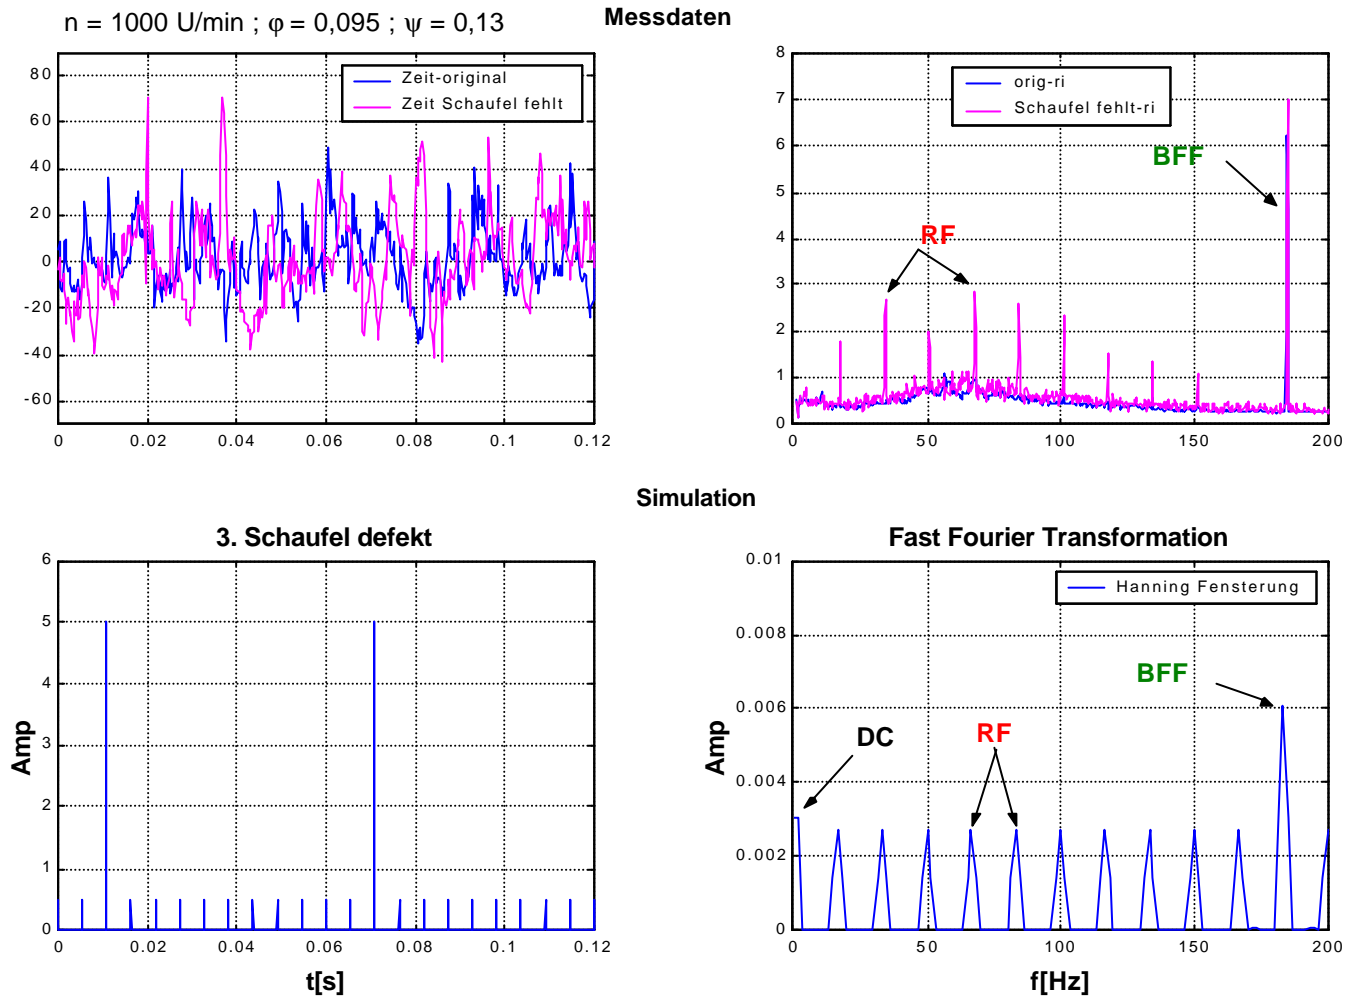 Messdaten
n = 1000 U/min ; φ = 0,095 ; ψ = 0,13
80
60
40
20
0
-20
-40
-60
0
0.02
0.04
0.06
0.08
0.1
0.12
Zeit-original
Zeit Schaufel fehlt
8
7
6
5
4
3
2
1
0
0
50
100
150
200
orig-ri
Schaufel fehlt-ri
BFF
RF
Simulation
3. Schaufel defekt
6
5
4
3
2
1
0
0
0.02
0.04
0.06
0.08
0.1
0.12
Amp
t[s]
Fast Fourier Transformation
0.01
0.008
0.006
0.004
0.002
0
0
50
100
150
200
Hanning Fensterung
BFF
DC
RF
Amp
f[Hz]